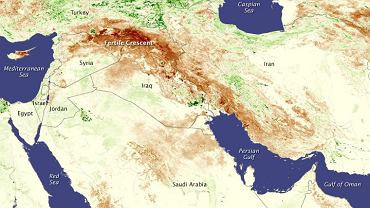 Turkey
Caspian
Sea
Fertile Crescent
Mediterranean
Sea
Syria
Iran
Iraq
Israel
Jordan
Egypt
Persian
Gulf
Red
Sea
Saudi Arabia
Gulf of Oman